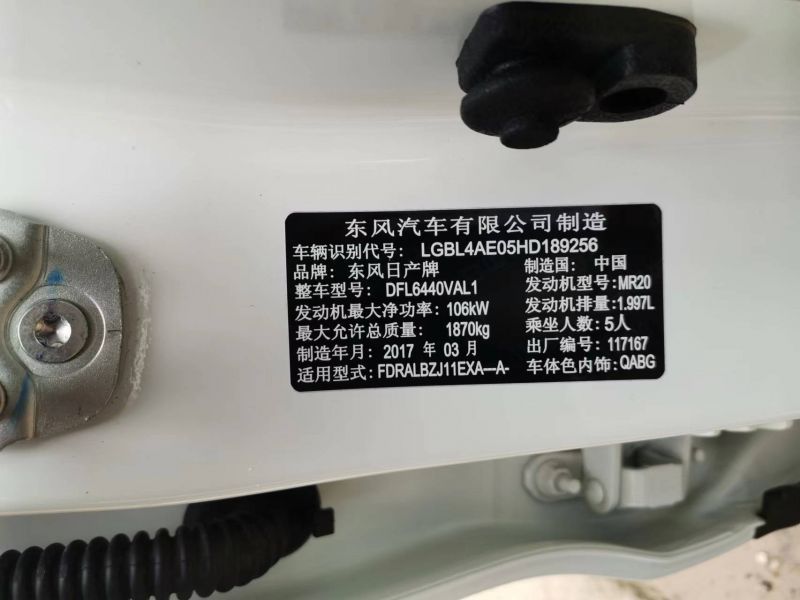 东风汽车有限公司制造
车辆识别代号: LGBL4AE05HD189256
品牌: 东风日产牌 制造国: 中国
整车型号: DFL6440VAL1 发动机型号: MR20
发动机最大净功率: 106kW 发动机排量: 1.997L
最大允许总质量: 1870kg 乘坐人数: 5人
制造年月: 2017 年 03 月 出厂编号: 117167
适用型式: FDRALBZJ11EXA—A- 车体色内饰: QABG